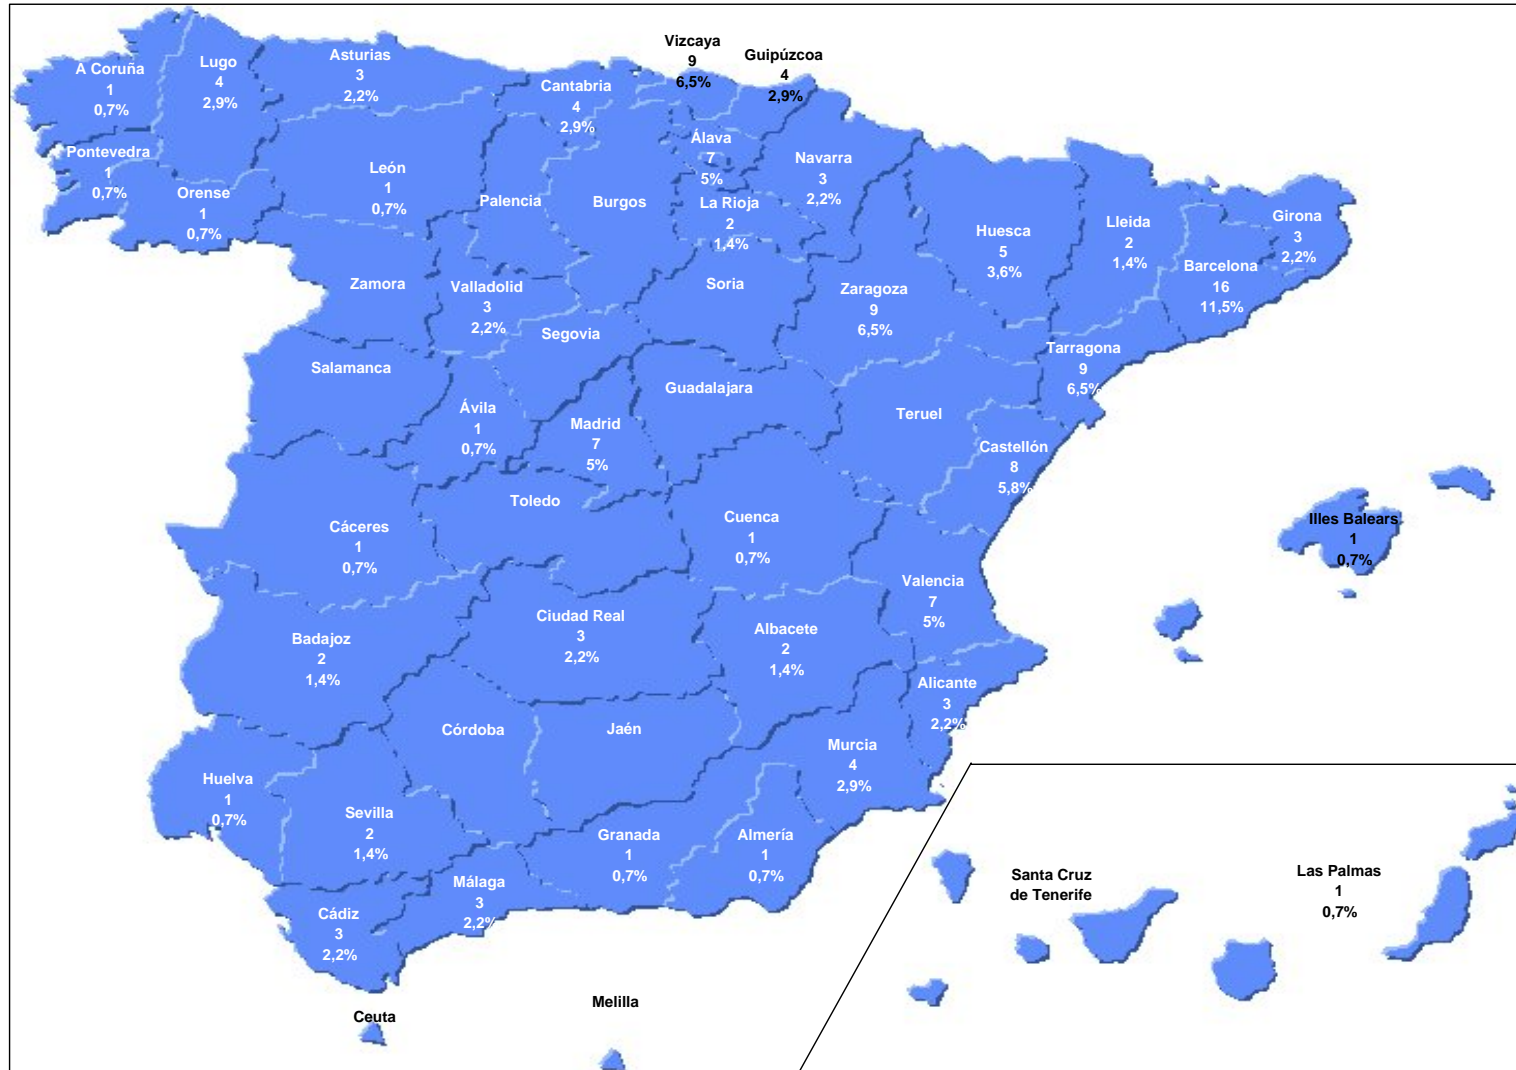 Vizcaya
9
6,5%
Guipúzcoa
4
2,9%
A Coruña
1
0,7%
Lugo
4
2,9%
Asturias
3
2,2%
Cantabria
4
2,9%
Álava
7
5%
Navarra
3
2,2%
Pontevedra
1
0,7%
Orense
1
0,7%
León
1
0,7%
Palencia
Burgos
La Rioja
2
1,4%
Huesca
5
3,6%
Lleida
2
1,4%
Girona
3
2,2%
Barcelona
16
11,5%
Zamora
Valladolid
3
2,2%
Soria
Zaragoza
9
6,5%
Segovia
Tarragona
9
6,5%
Salamanca
Ávila
1
0,7%
Madrid
7
5%
Guadalajara
Teruel
Castellón
8
5,8%
Toledo
Cáceres
1
0,7%
Cuenca
1
0,7%
Illes Balears
1
0,7%
Valencia
7
5%
Badajoz
2
1,4%
Ciudad Real
3
2,2%
Albacete
2
1,4%
Alicante
3
2,2%
Córdoba
Jaén
Murcia
4
2,9%
Huelva
1
0,7%
Sevilla
2
1,4%
Granada
1
0,7%
Almería
1
0,7%
Málaga
3
2,2%
Cádiz
3
2,2%
Santa Cruz
de Tenerife
Las Palmas
1
0,7%
Ceuta
Melilla